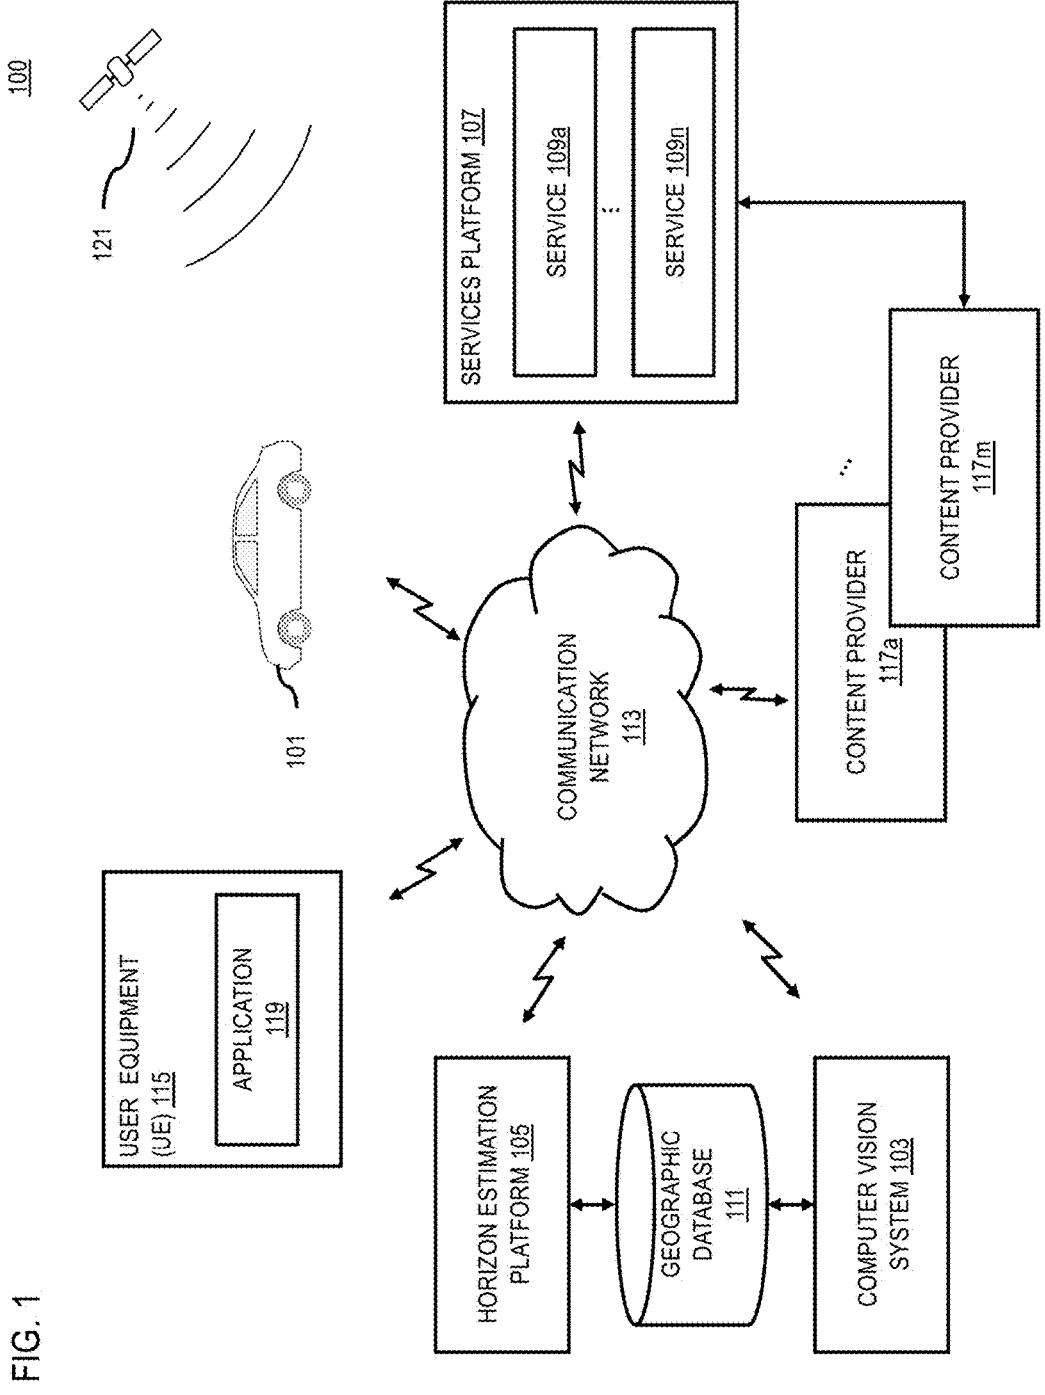 FIG. 1
100
USER EQUIPMENT
(UE) 115
APPLICATION
119
101
121
HORIZON ESTIMATION
PLATFORM 105
GEOGRAPHIC
DATABASE
111
COMPUTER VISION
SYSTEM 103
COMMUNICATION
NETWORK
113
SERVICES PLATFORM 107
SERVICE 109a
...
SERVICE 109n
CONTENT PROVIDER
117a
...
CONTENT PROVIDER
117m